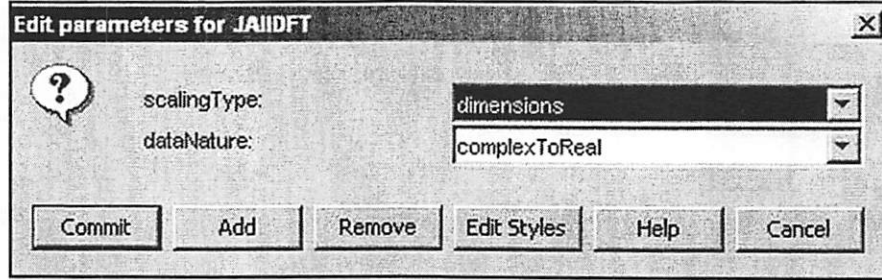 Edit parameters for JAIIDFT
?
scalingType: dimensions
dataNature: complexToReal
Commit Add Remove Edit Styles Help Cancel